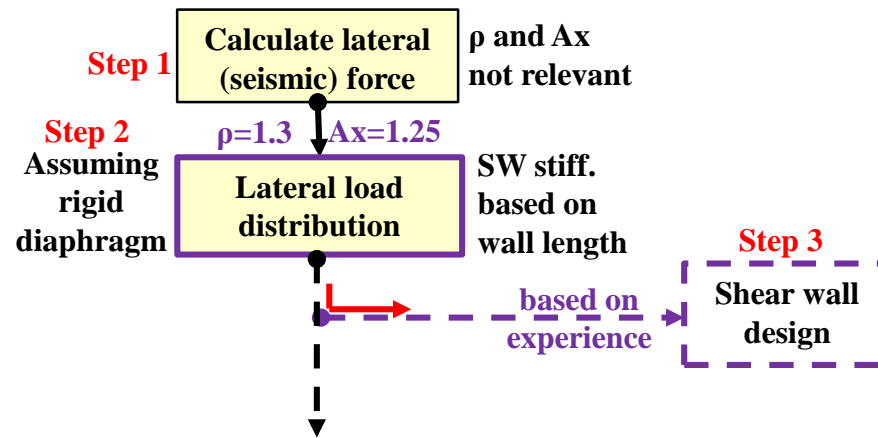 Step 1
Calculate lateral
(seismic) force
ρ and Ax
not relevant
Step 2
ρ=1.3 Ax=1.25
Assuming
rigid
diaphragm
Lateral load
distribution
SW stiff.
based on
wall length
Step 3
based on
experience
Shear wall
design